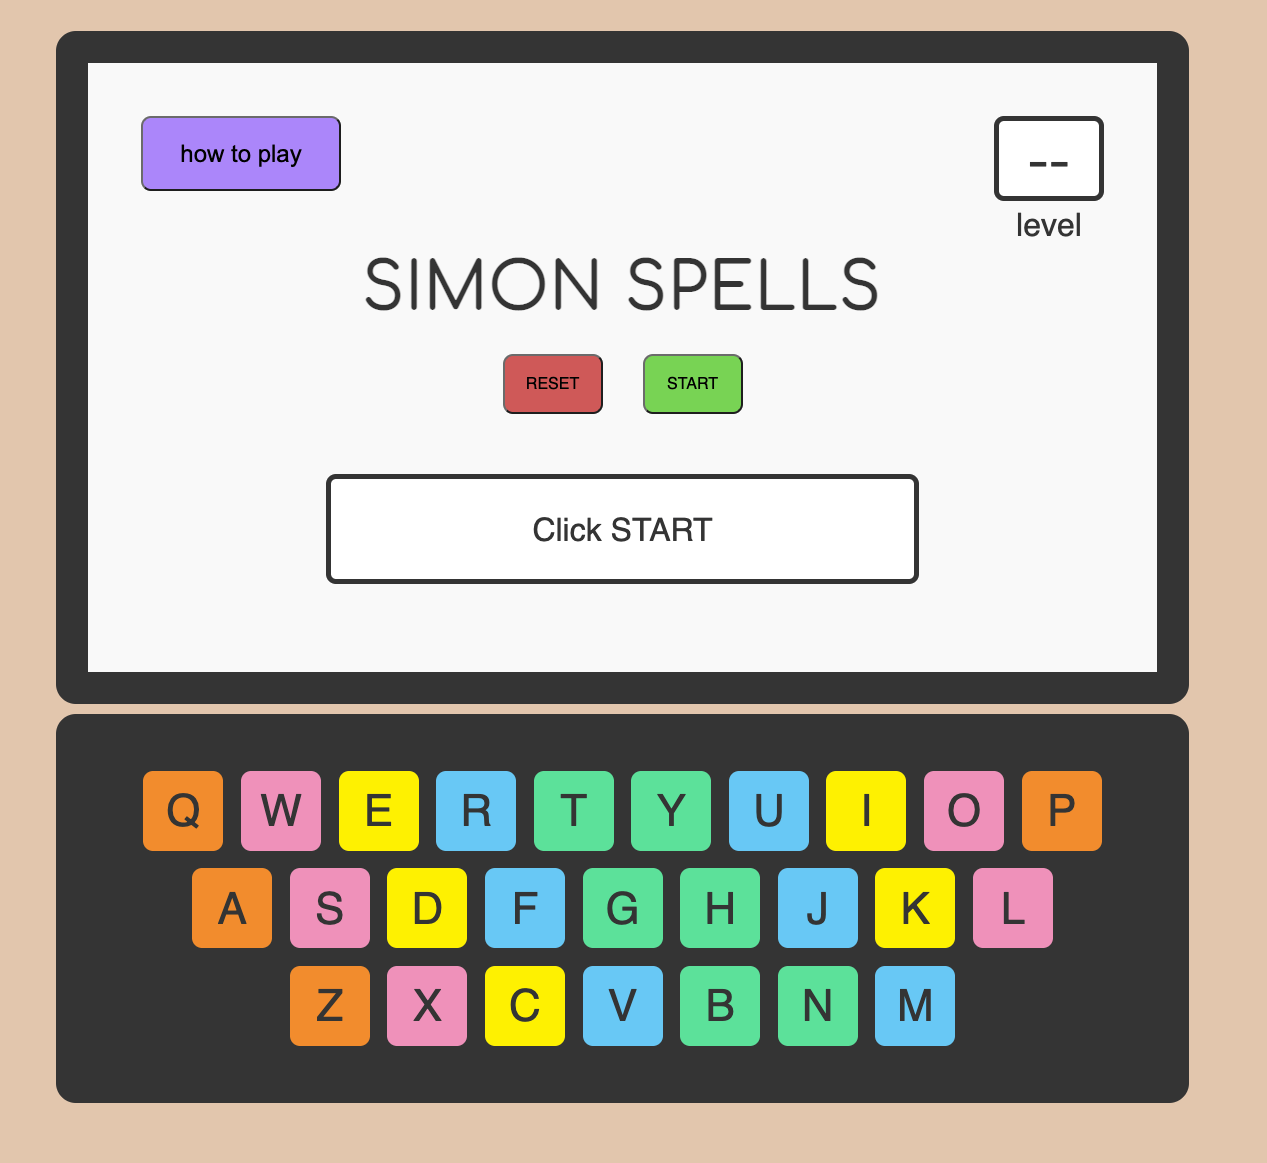 how to play
--
level
SIMON SPELLS
RESET START
Click START
Q W E R T Y U I O P
A S D F G H J K L
Z X C V B N M